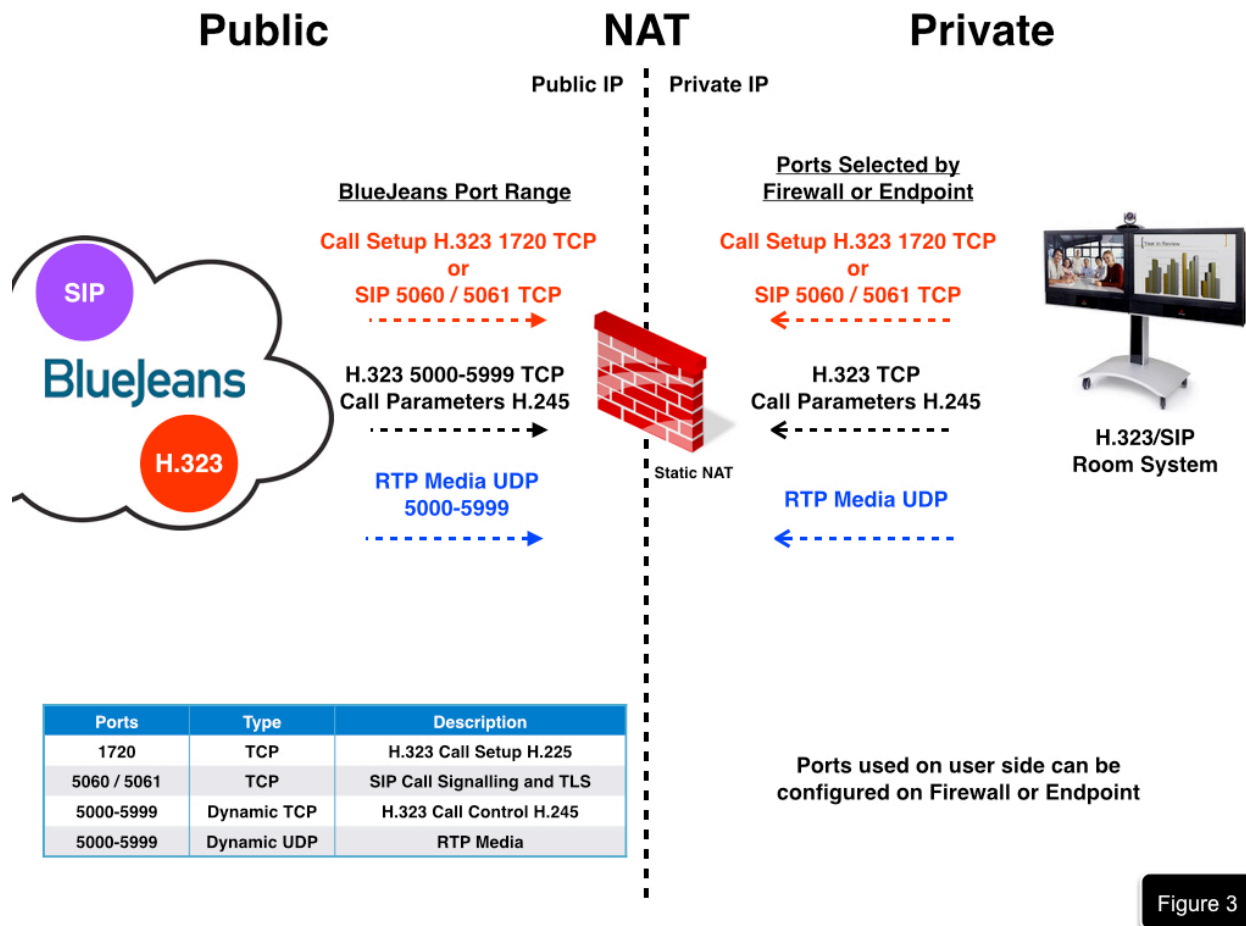 Public
NAT
Private
Public IP
Private IP
BlueJeans Port Range
Ports Selected by
Firewall or Endpoint
Call Setup H.323 1720 TCP
or
SIP 5060 / 5061 TCP
Call Setup H.323 1720 TCP
or
SIP 5060 / 5061 TCP
SIP
BlueJeans
H.323
H.323 5000-5999 TCP
Call Parameters H.245
H.323 TCP
Call Parameters H.245
RTP Media UDP
5000-5999
Static NAT
RTP Media UDP
Year In Review
H.323/SIP
Room System
Ports Type Description
1720 TCP H.323 Call Setup H.225
5060 / 5061 TCP SIP Call Signalling and TLS
5000-5999 Dynamic TCP H.323 Call Control H.245
5000-5999 Dynamic UDP RTP Media
Ports used on user side can be
configured on Firewall or Endpoint
Figure 3